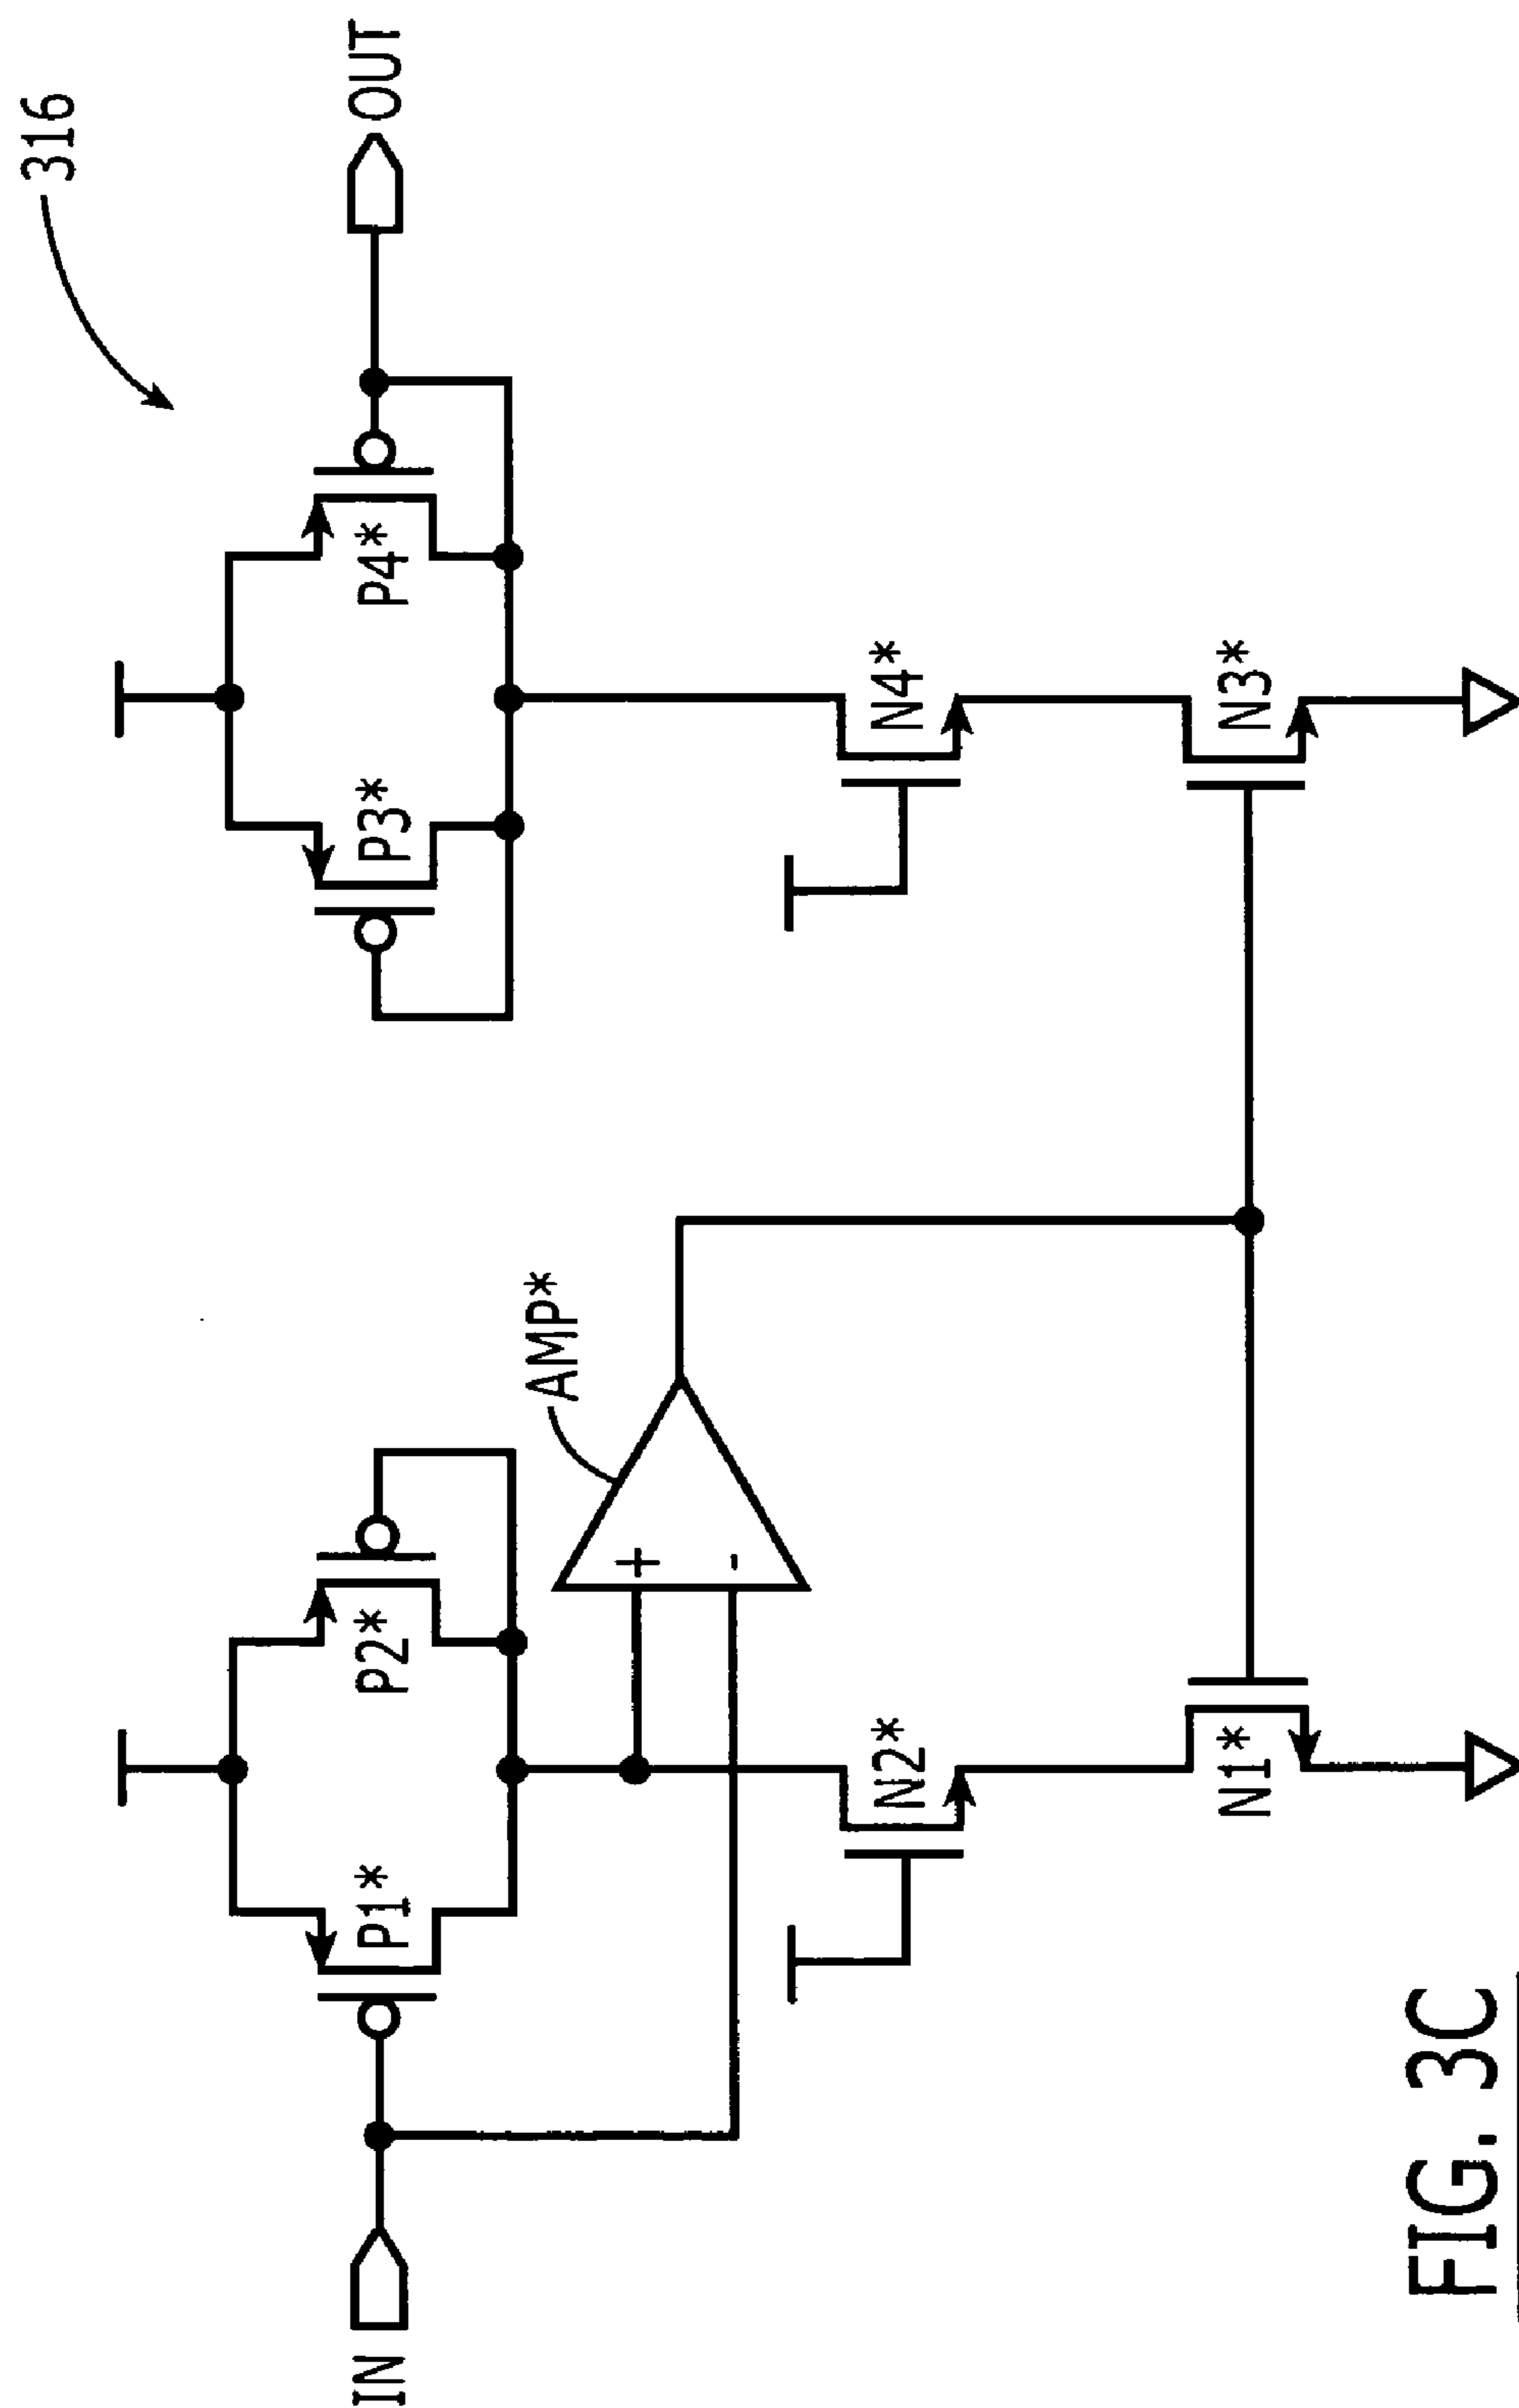 316
IN
P1*
P2*
P3*
P4*
OUT
AMP*
+
-
N2*
N4*
N1*
N3*
FIG. 3C